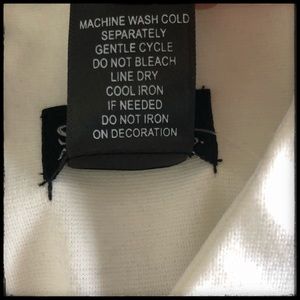 MACHINE WASH COLD
SEPARATELY
GENTLE CYCLE
DO NOT BLEACH
LINE DRY
COOL IRON
IF NEEDED
DO NOT IRON
ON DECORATION